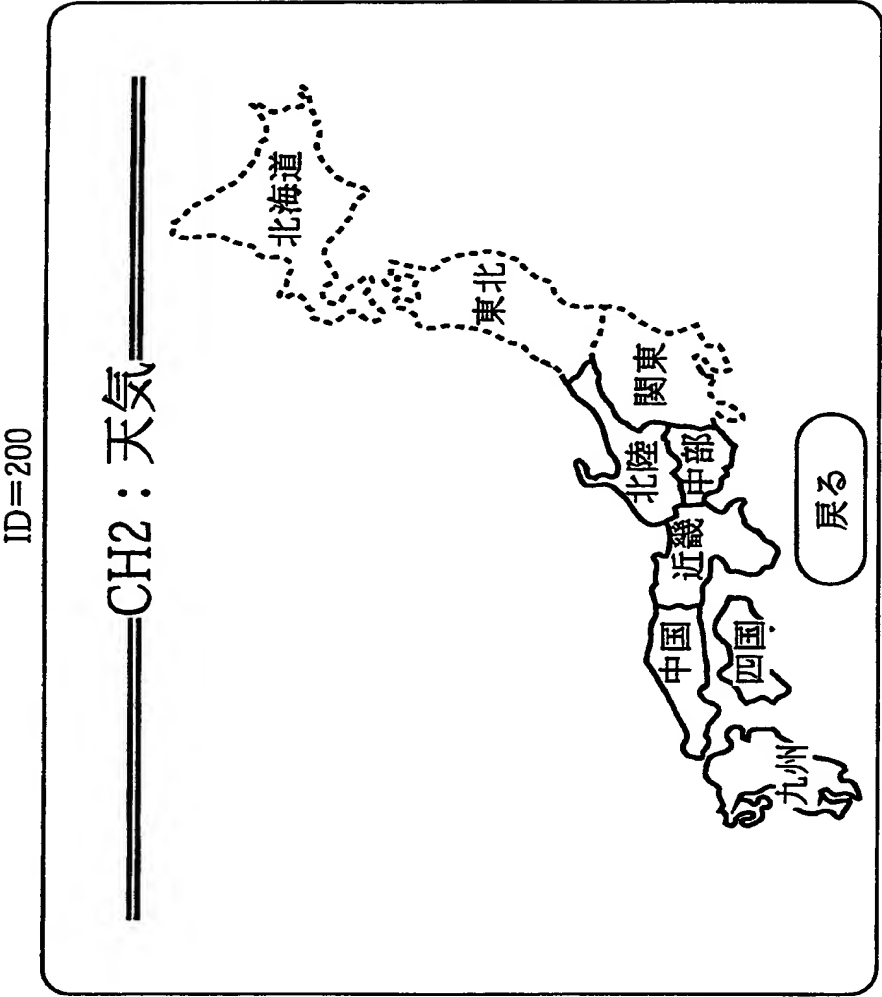 ID=200
CH2：天気
北海道
東北
関東
北陸
中部
近畿
中国
四国
九州
戻る